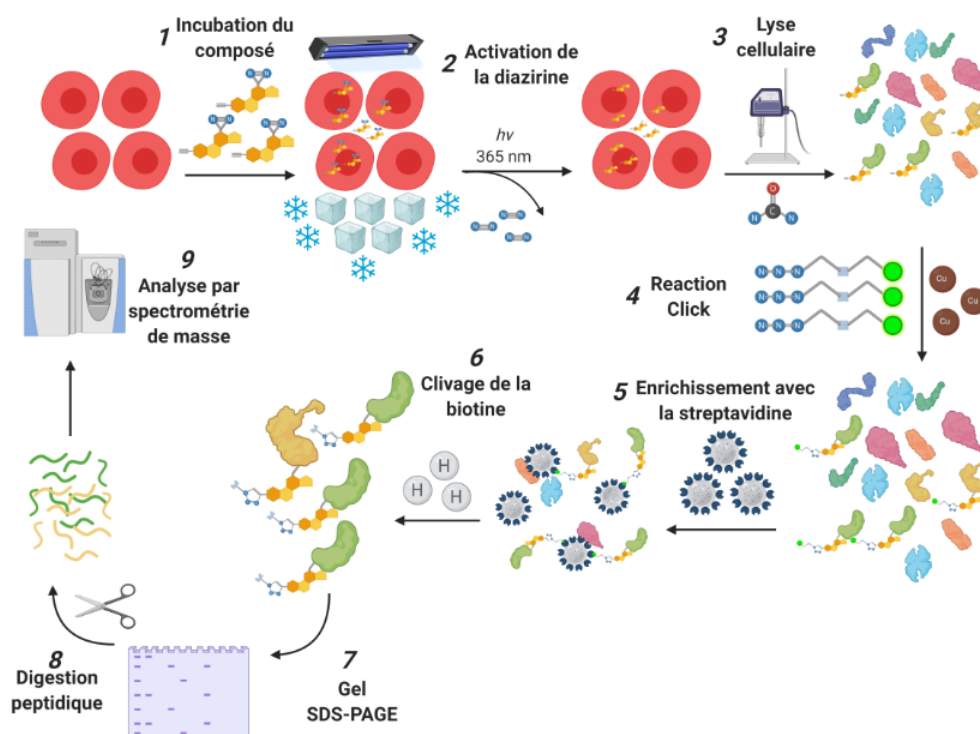 1 Incubation du
composé
2 Activation de
la diazirine
hv
365 nm
3 Lyse
cellulaire
O
C
N N
4 Reaction
Click
N N N
N N N
N N N
Cu
Cu
Cu
5 Enrichissement avec
la streptavidine
6
Clivage de la
biotine
H
H
H
7
Gel
SDS-PAGE
8
Digestion
peptidique
9
Analyse par
spectrométrie
de masse